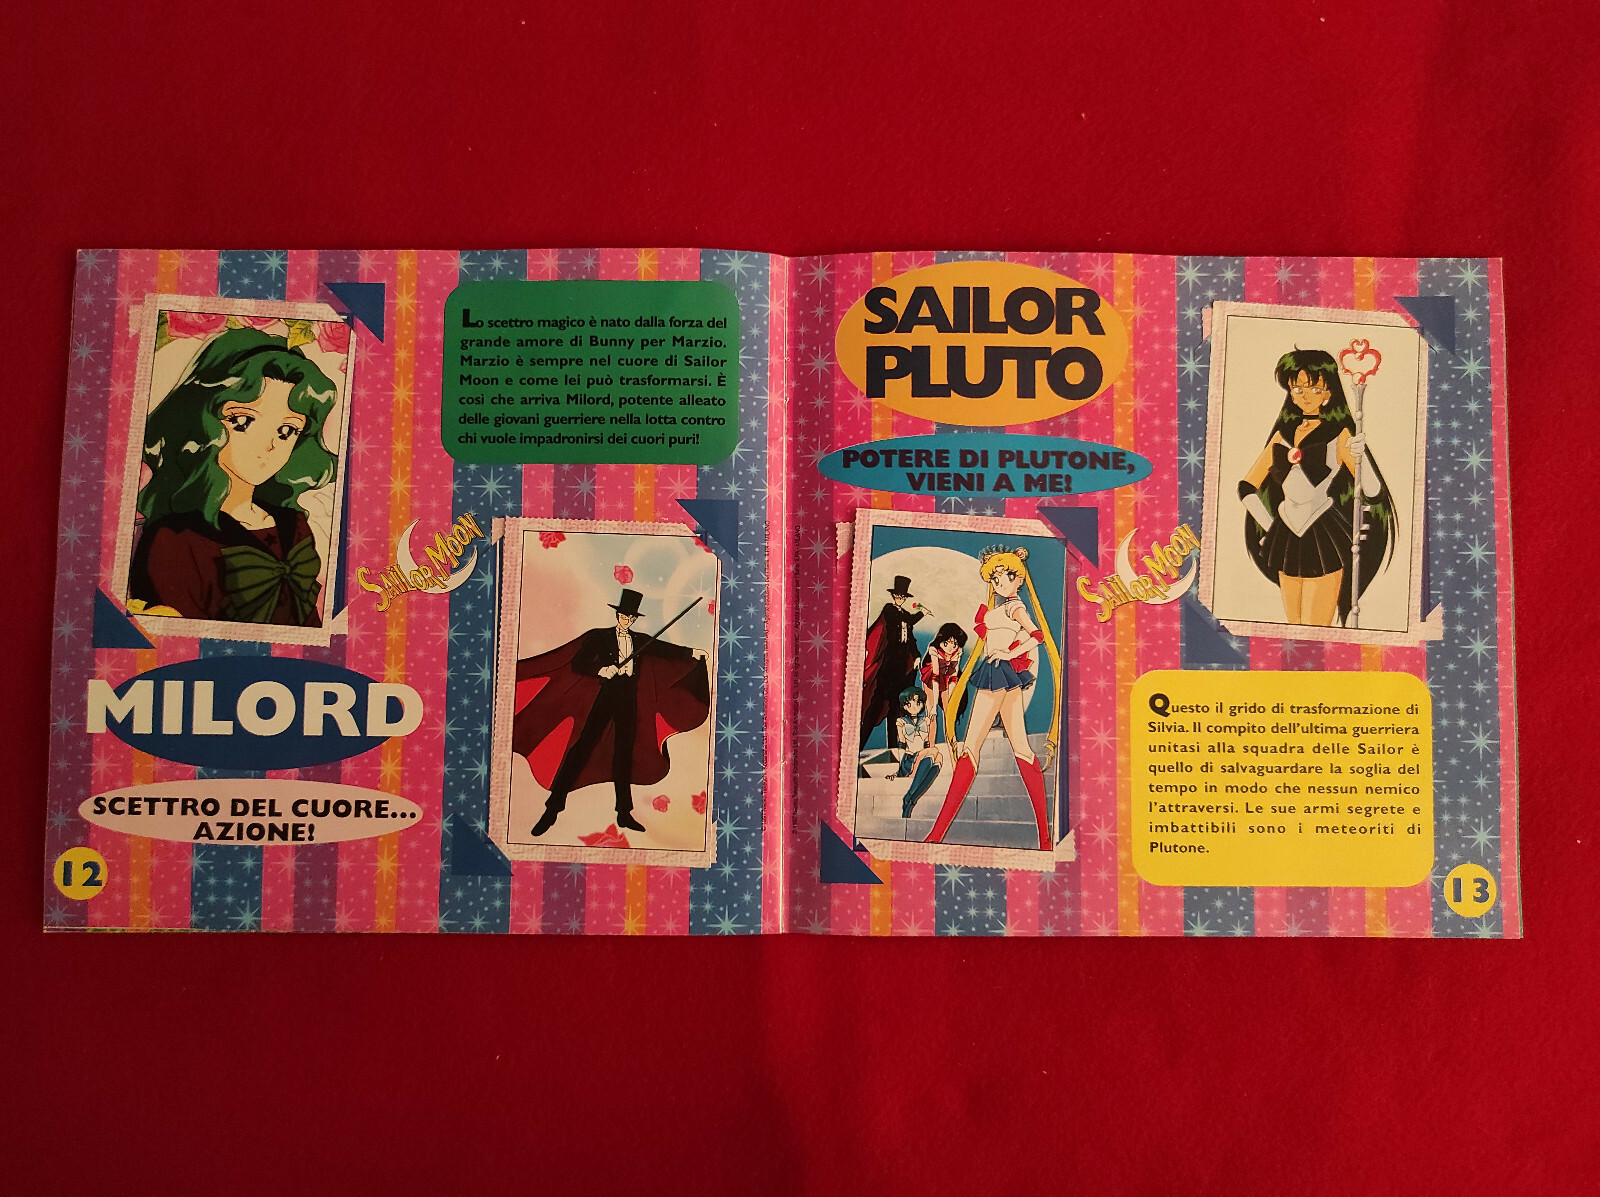 Lo scettro magico è nato dalla forza del
grande amore di Bunny per Marzio.
Marzio è sempre nel cuore di Sailor
Moon e come lei può trasformarsi. È
così che arriva Milord, potente alleato
delle giovani guerriere nella lotta contro
chi vuole impadronirsi dei cuori puri!
SAILOR MOON
MILORD
SCETTRO DEL CUORE...
AZIONE!
12
SAILOR
PLUTO
POTERE DI PLUTONE,
VIENI A ME!
SAILOR MOON
Questo il grido di trasformazione di
Silvia. Il compito dell'ultima guerriera
unitasi alla squadra delle Sailor è
quello di salvaguardare la soglia del
tempo in modo che nessun nemico
l'attraversi. Le sue armi segrete e
imbattibili sono i meteoriti di
Plutone.
13